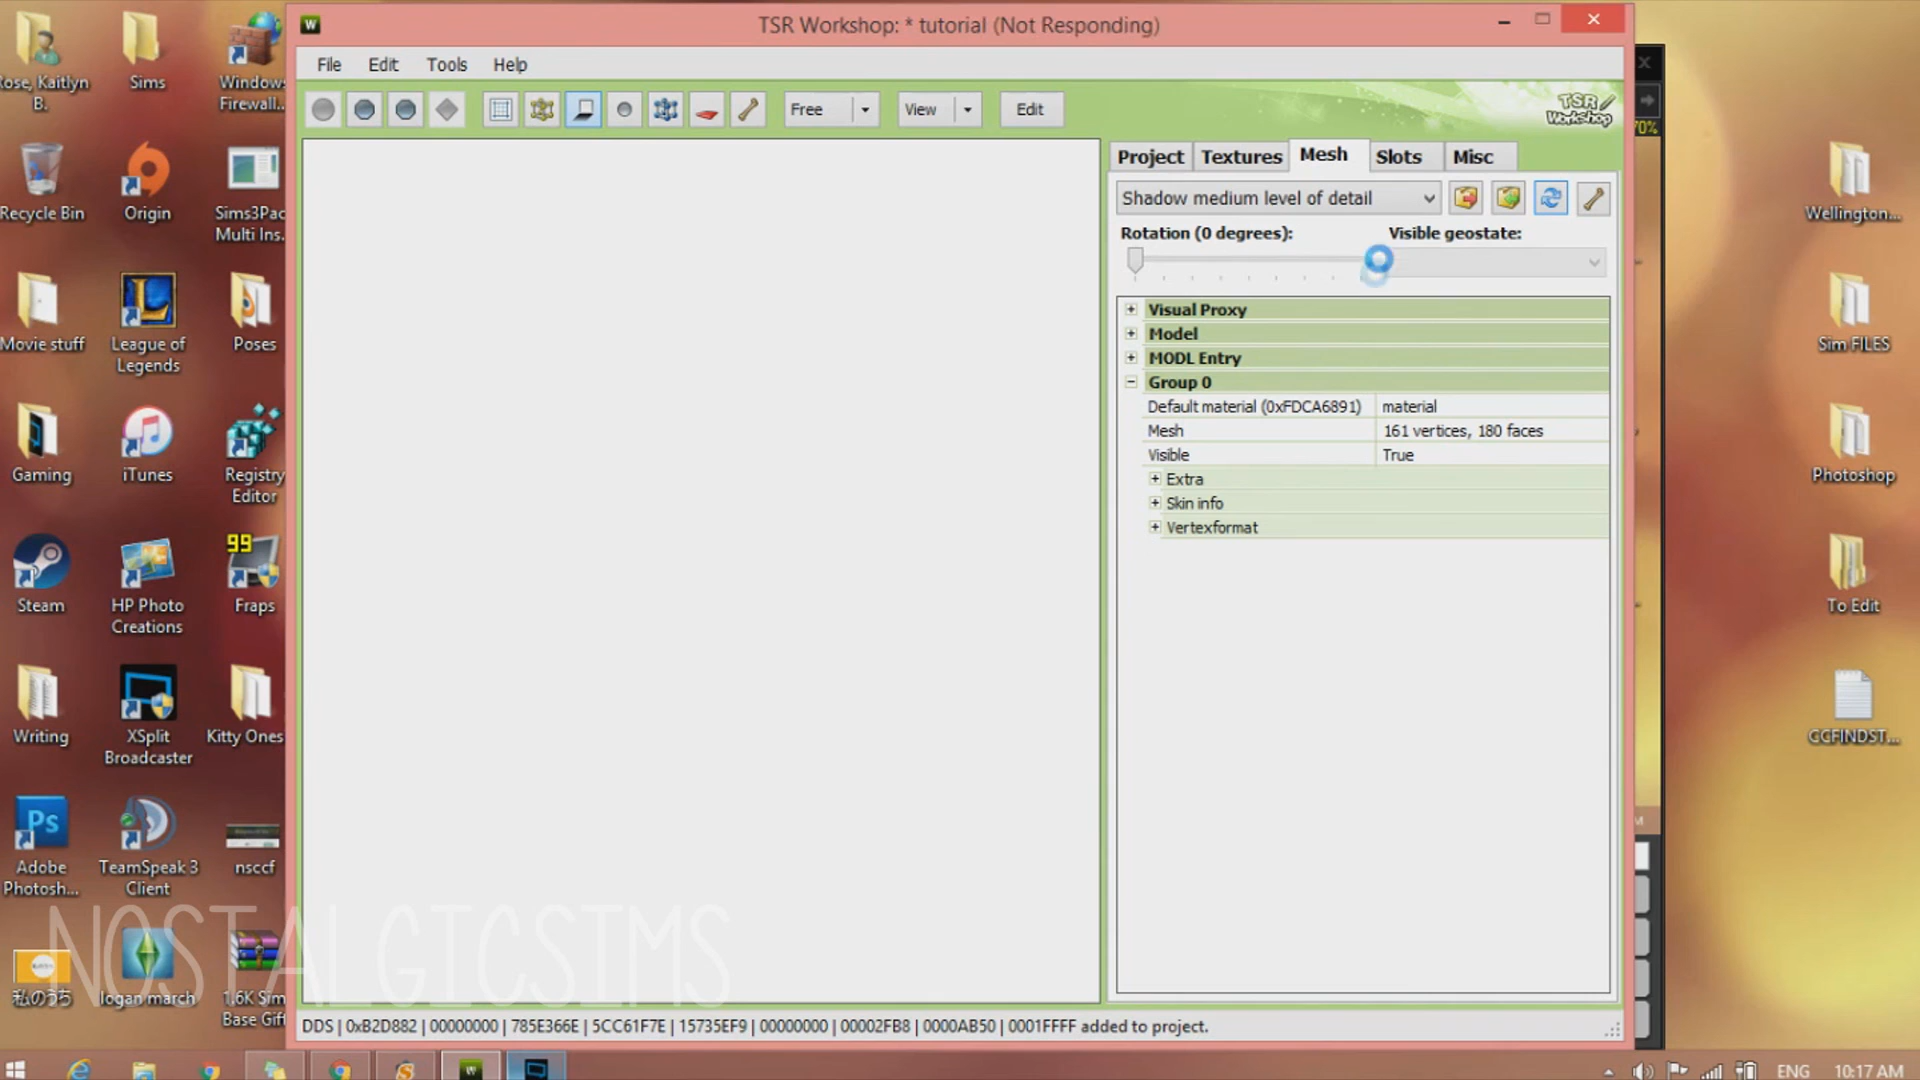 TSR Workshop: * tutorial (Not Responding)
File Edit Tools Help
Free View Edit
TSR Workshop
Project Textures Mesh Slots Misc
Shadow medium level of detail
Rotation (0 degrees): Visible geostate:
Visual Proxy
Model
MODL Entry
Group 0
Default material (0xFDCA6891) material
Mesh 161 vertices, 180 faces
Visible True
Extra
Skin info
Vertexformat
DDS | 0xB2D882 | 00000000 | 785E366E | 5CC61F7E | 15735EF9 | 00000000 | 00002FB8 | 0000AB50 | 0001FFFF added to project.
Rose, Kaitlyn
B.
Sims
Windows
Firewall...
Recycle Bin
Origin
Sims3Pac
Multi Ins.
Movie stuff
League of
Legends
Poses
Gaming
iTunes
Registry
Editor
99
Steam
HP Photo
Creations
Fraps
Writing
XSplit
Broadcaster
Kitty Ones
Ps
Adobe
Photosh...
TeamSpeak 3
Client
nsccf
私のうち
logan march
1.6K Sim
Base Gift
Wellington...
Sim FILES
Photoshop
To Edit
CCFINDST...
70%
NOSTALGICSIMS
ENG 10:17 AM